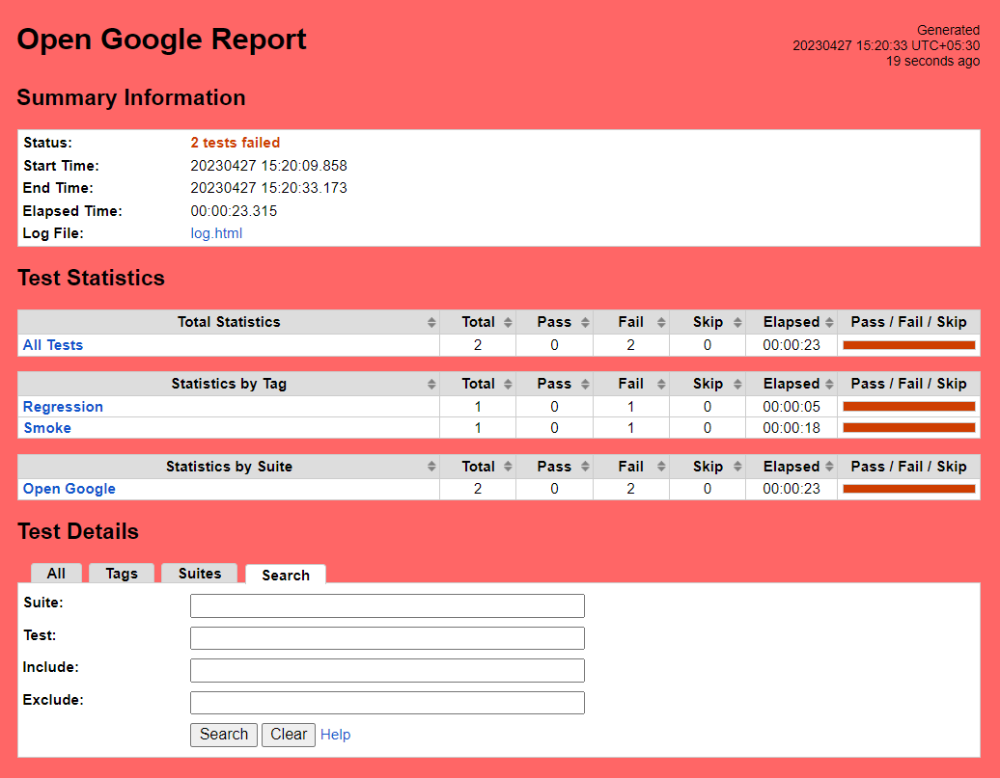 Open Google Report
Generated
20230427 15:20:33 UTC+05:30
19 seconds ago
Summary Information
Status: 2 tests failed
Start Time: 20230427 15:20:09.858
End Time: 20230427 15:20:33.173
Elapsed Time: 00:00:23.315
Log File: log.html
Test Statistics
Total Statistics Total Pass Fail Skip Elapsed Pass / Fail / Skip
All Tests 2 0 2 0 00:00:23
Statistics by Tag Total Pass Fail Skip Elapsed Pass / Fail / Skip
Regression 1 0 1 0 00:00:05
Smoke 1 0 1 0 00:00:18
Statistics by Suite Total Pass Fail Skip Elapsed Pass / Fail / Skip
Open Google 2 0 2 0 00:00:23
Test Details
All Tags Suites Search
Suite:
Test:
Include:
Exclude:
Search Clear Help